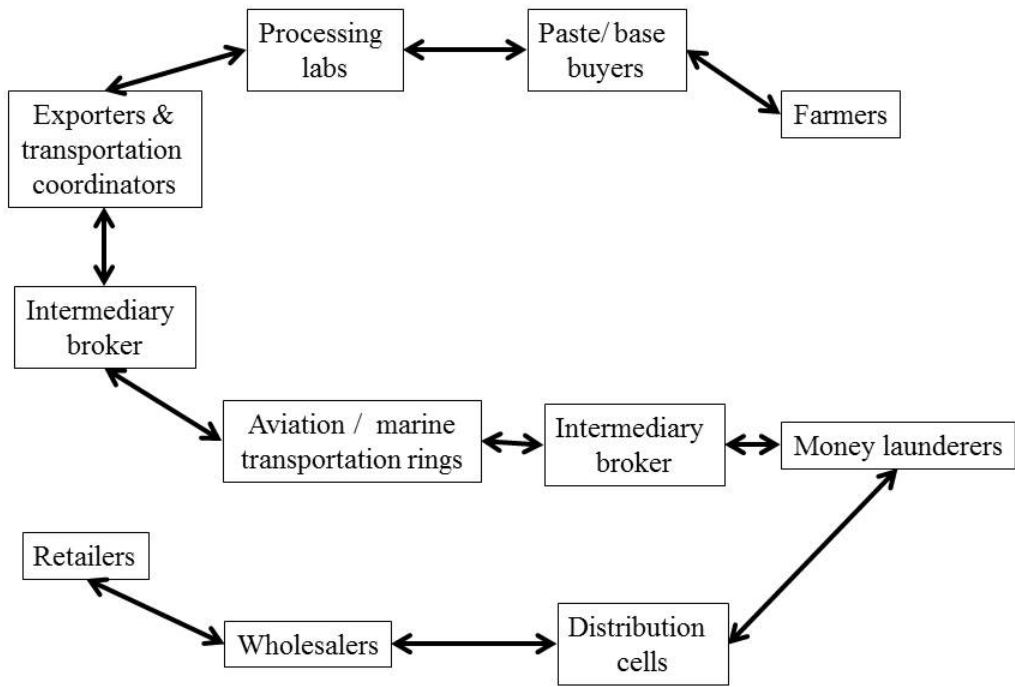 Processing
labs
Paste/ base
buyers
Farmers
Exporters &
transportation
coordinators
Intermediary
broker
Aviation / marine
transportation rings
Intermediary
broker
Money launderers
Retailers
Wholesalers
Distribution
cells